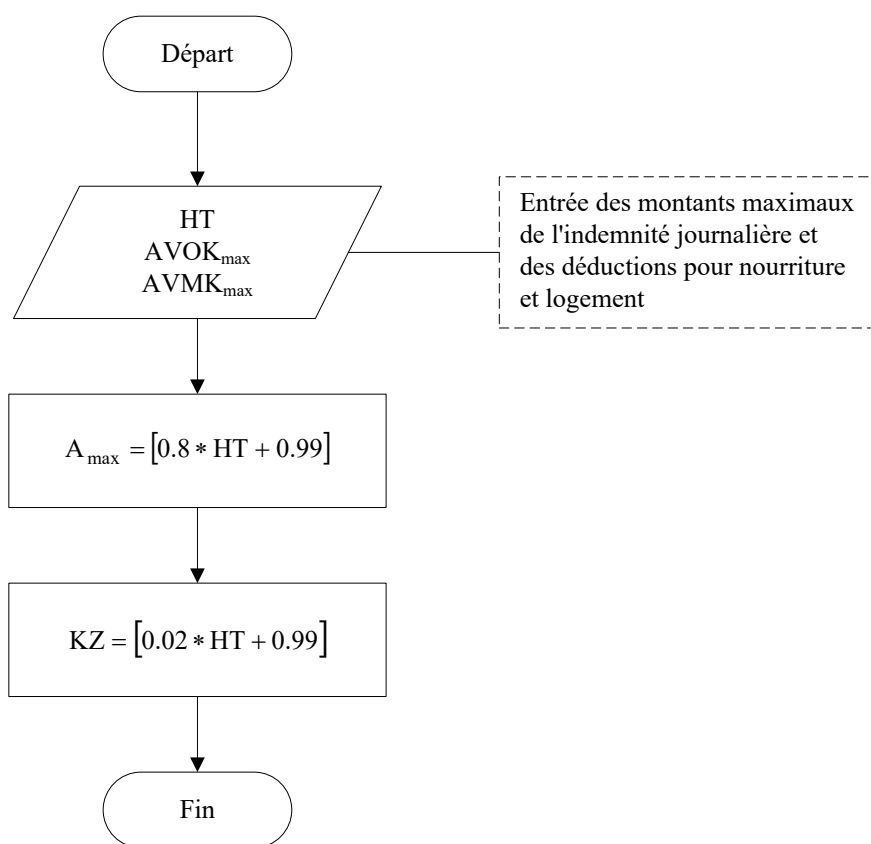 Départ
HT
AVOKmax
AVMKmax
Entrée des montants maximaux
de l'indemnité journalière et
des déductions pour nourriture
et logement
Amax = [0.8 * HT + 0.99]
KZ = [0.02 * HT + 0.99]
Fin